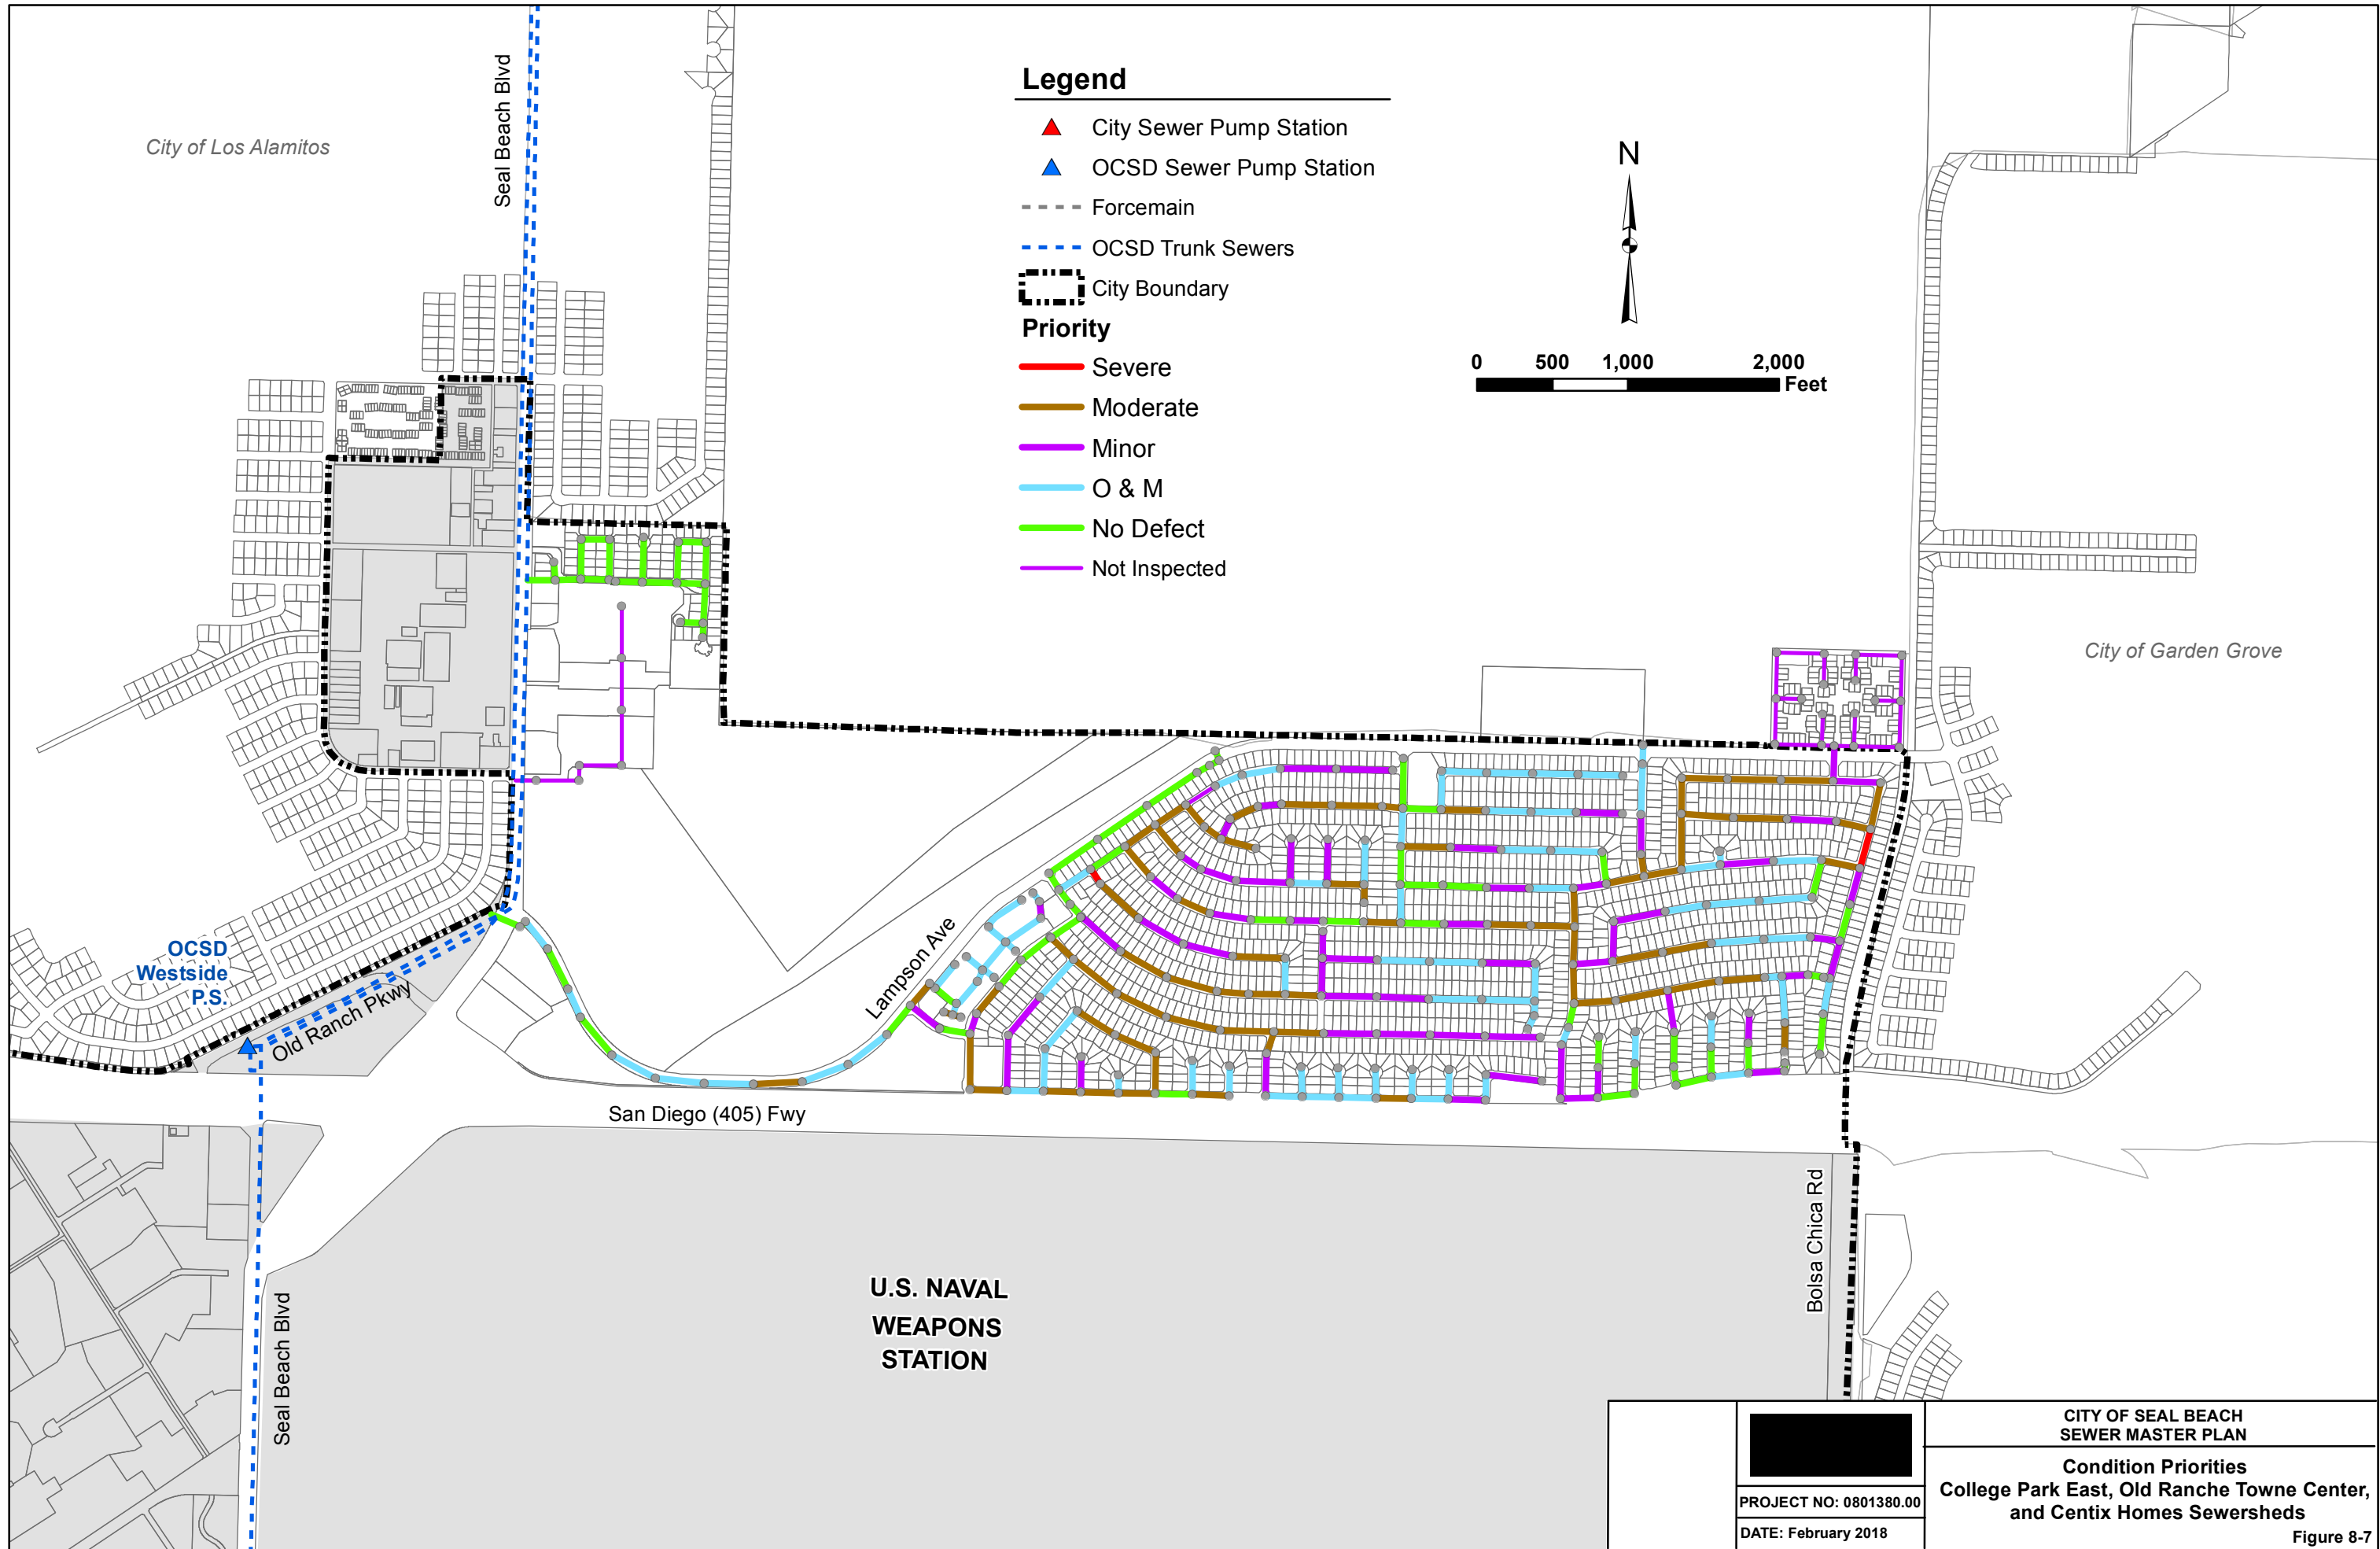 Legend
City Sewer Pump Station
OCSD Sewer Pump Station
Forcemain
OCSD Trunk Sewers
City Boundary
Priority
Severe
Moderate
Minor
O & M
No Defect
Not Inspected
N
0 500 1,000 2,000
Feet
City of Los Alamitos
Seal Beach Blvd
City of Garden Grove
OCSD
Westside
P.S.
Old Ranch Pkwy
Lampson Ave
San Diego (405) Fwy
Seal Beach Blvd
U.S. NAVAL
WEAPONS
STATION
Bolsa Chica Rd
PROJECT NO: 0801380.00
DATE: February 2018
CITY OF SEAL BEACH
SEWER MASTER PLAN
Condition Priorities
College Park East, Old Ranche Towne Center,
and Centix Homes Sewersheds
Figure 8-7